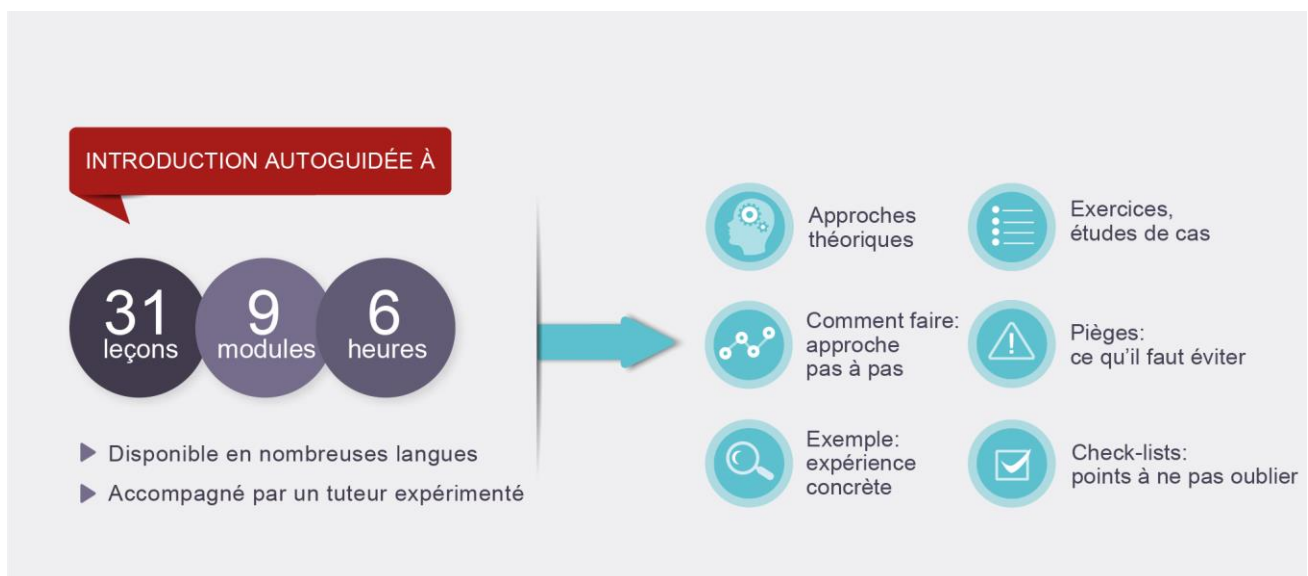 INTRODUCTION AUTOGUIDÉE À
31
leçons
9
modules
6
heures
Disponible en nombreuses langues
Accompagné par un tuteur expérimenté
Approches
théoriques
Exercices,
études de cas
Comment faire:
approche
pas à pas
Pièges:
ce qu'il faut éviter
Exemple:
expérience
concrète
Check-lists:
points à ne pas oublier